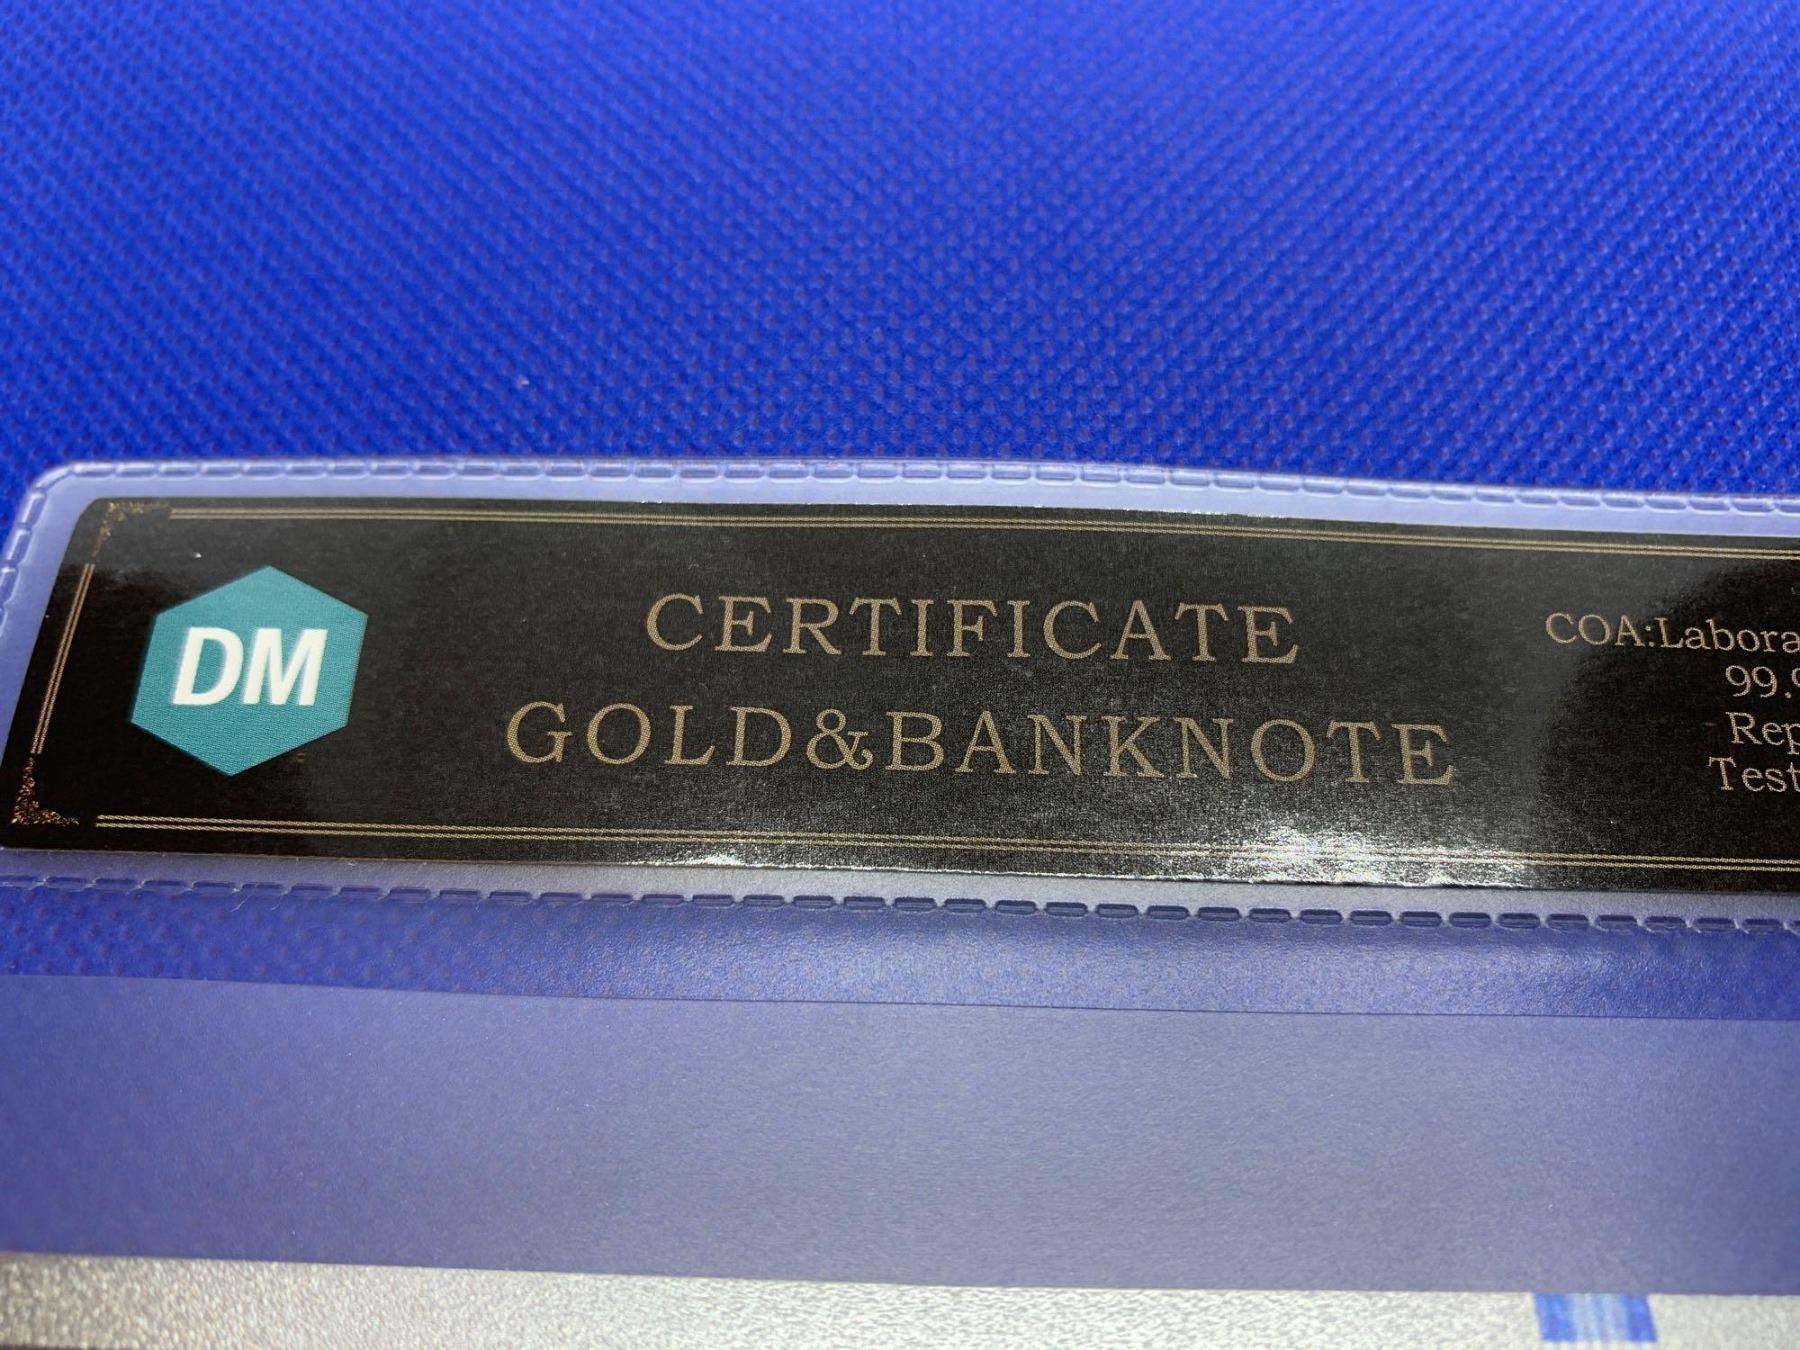 DM
CERTIFICATE
GOLD&BANKNOTE
COA:Labora
99.9
Rep
Test